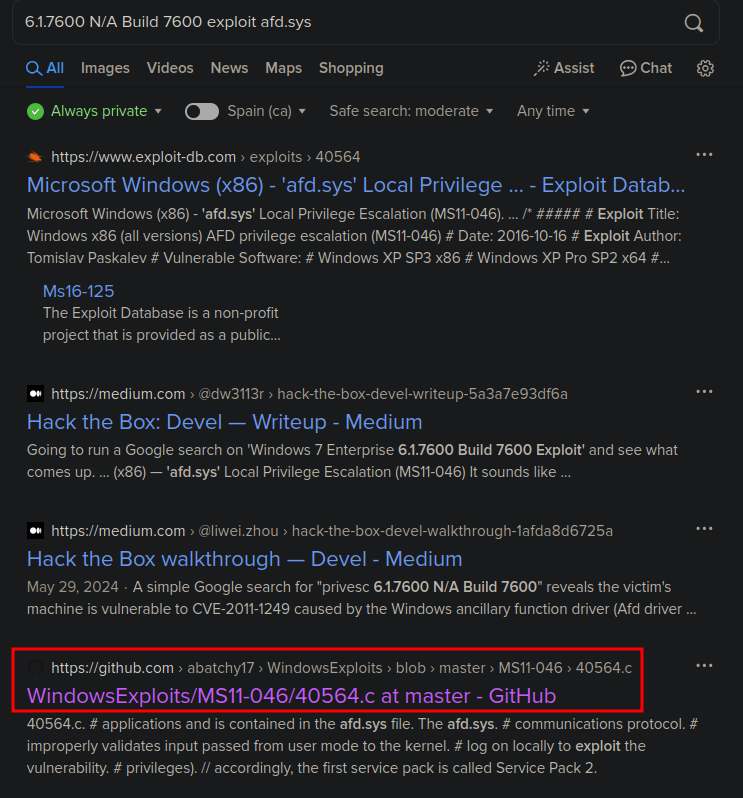 6.1.7600 N/A Build 7600 exploit afd.sys
All Images Videos News Maps Shopping Assist Chat
Always private Spain (ca) Safe search: moderate Any time
https://www.exploit-db.com › exploits › 40564
Microsoft Windows (x86) - 'afd.sys' Local Privilege ... - Exploit Datab...
Microsoft Windows (x86) - 'afd.sys' Local Privilege Escalation (MS11-046). ... /* ##### # Exploit Title:
Windows x86 (all versions) AFD privilege escalation (MS11-046) # Date: 2016-10-16 # Exploit Author:
Tomislav Paskalev # Vulnerable Software: # Windows XP SP3 x86 # Windows XP Pro SP2 x64 #...
Ms16-125
The Exploit Database is a non-profit
project that is provided as a public...
https://medium.com › @dw3113r › hack-the-box-devel-writeup-5a3a7e93df6a
Hack the Box: Devel — Writeup - Medium
Going to run a Google search on 'Windows 7 Enterprise 6.1.7600 Build 7600 Exploit' and see what
comes up. ... (x86) — 'afd.sys' Local Privilege Escalation (MS11-046) It sounds like ...
https://medium.com › @liwei.zhou › hack-the-box-devel-walkthrough-1afda8d6725a
Hack the Box walkthrough — Devel - Medium
May 29, 2024 · A simple Google search for "privesc 6.1.7600 N/A Build 7600" reveals the victim's
machine is vulnerable to CVE-2011-1249 caused by the Windows ancillary function driver (Afd driver ...
https://github.com › abatchy17 › WindowsExploits › blob › master › MS11-046 › 40564.c
WindowsExploits/MS11-046/40564.c at master - GitHub
40564.c. # applications and is contained in the afd.sys file. The afd.sys. # communications protocol. #
improperly validates input passed from user mode to the kernel. # log on locally to exploit the
vulnerability. # privileges). // accordingly, the first service pack is called Service Pack 2.